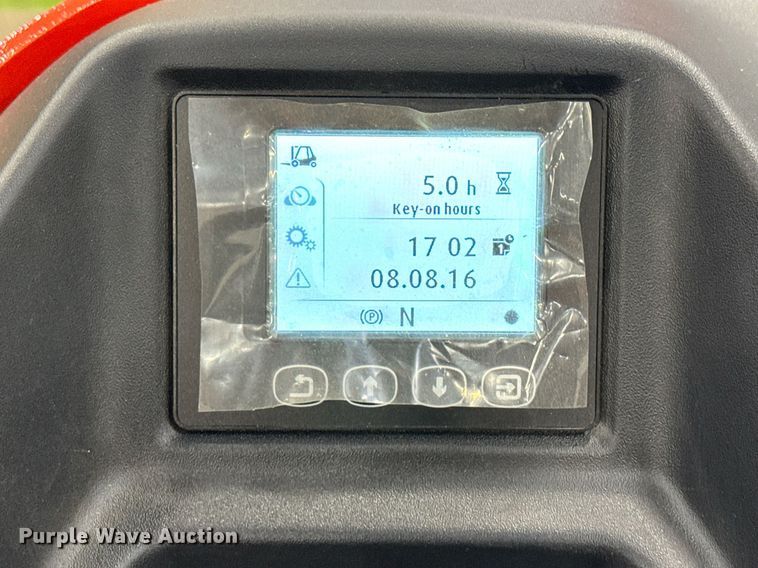 5.0 h
Key-on hours
17 02
08.08.16
(P) N
Purple Wave Auction